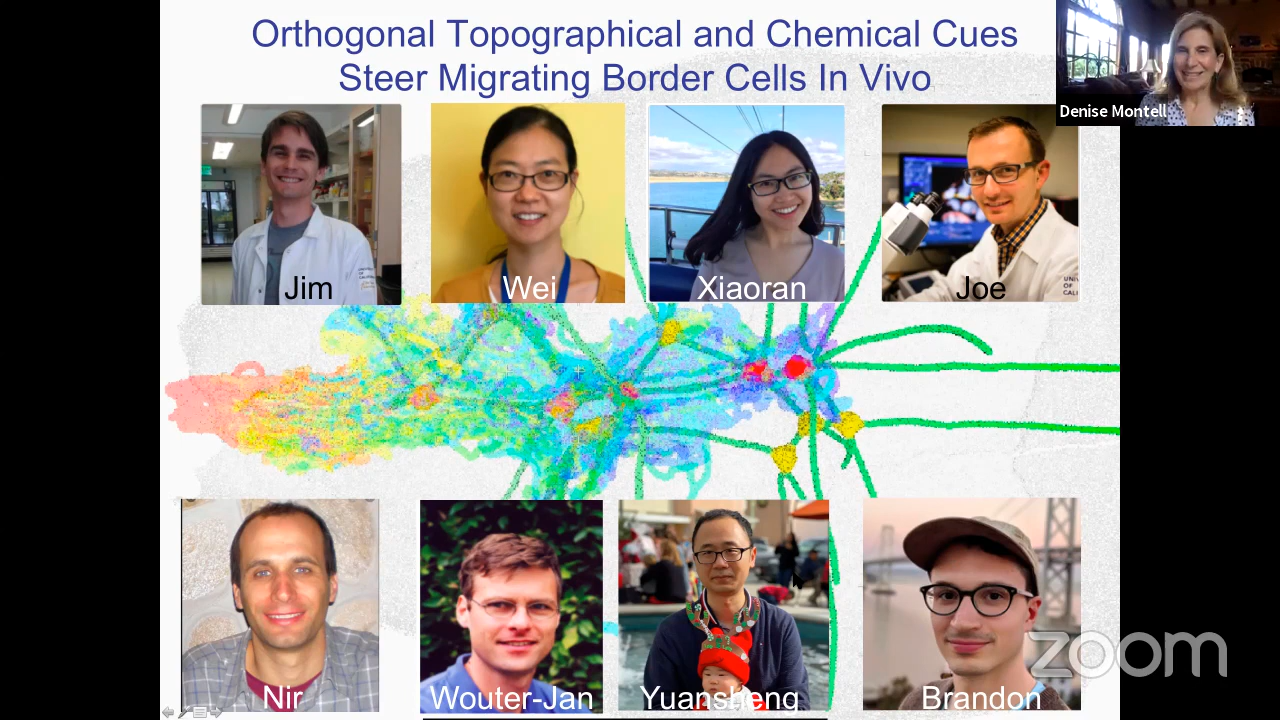 Orthogonal Topographical and Chemical Cues
Steer Migrating Border Cells In Vivo
Denise Montell
Jim
Wei
Xiaoran
Joe
Nir
Wouter-Jan
Yuansheng
Brandon
zoom